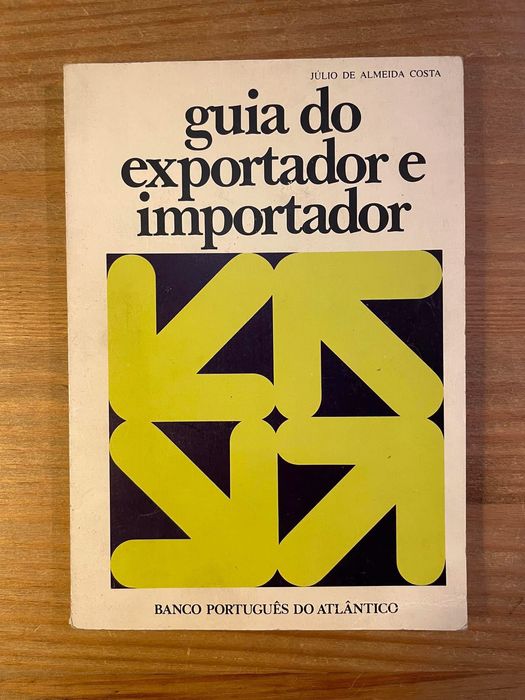 JÚLIO DE ALMEIDA COSTA
guia do
exportador e
importador
BANCO PORTUGUÊS DO ATLÂNTICO